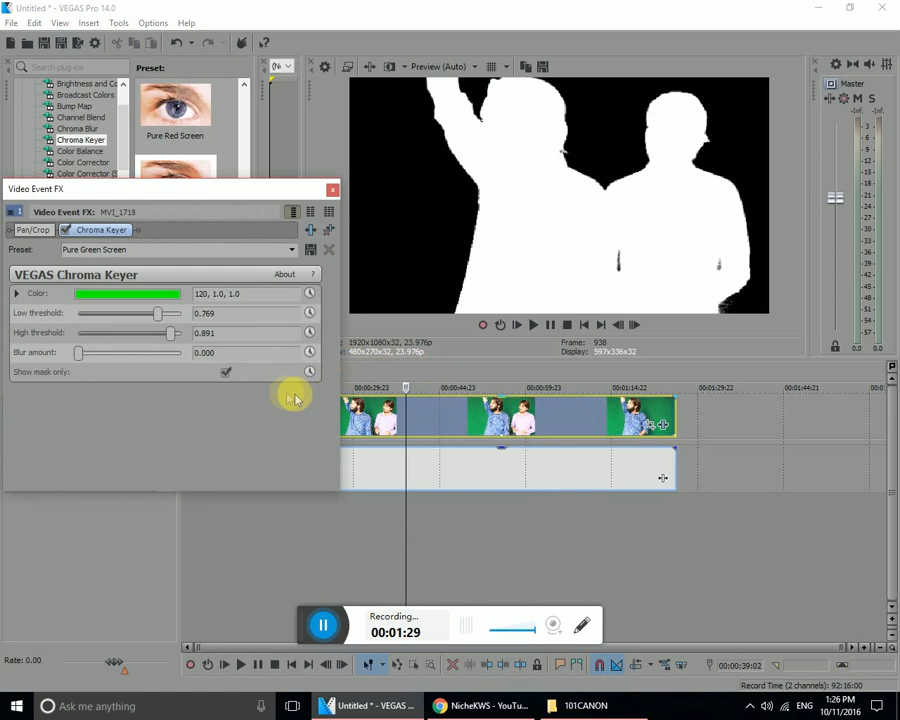 Untitled * - VEGAS Pro 14.0
File Edit View Insert Tools Options Help
Search plug-ins
Preset:
Brightness and Co
Broadcast Colors
Bump Map
Channel Blend
Chroma Blur
Chroma Keyer
Color Balance
Color Corrector
Color Corrector (S
Pure Red Screen
Preview (Auto)
Master
-Inf. -Inf.
M S
3
6
9
12
15
18
21
24
27
30
33
36
39
42
45
48
51
54
57
0.0 0.0
Video Event FX
Video Event FX: MVI_1718
Pan/Crop Chroma Keyer
Preset: Pure Green Screen
VEGAS Chroma Keyer About ?
Color: 120, 1.0, 1.0
Low threshold: 0.769
High threshold: 0.891
Blur amount: 0.000
Show mask only:
1920x1080x32, 23.976p Frame: 938
480x270x32, 23.976p Display: 597x336x32
00:00:29:23 00:00:44:23 00:00:59:23 00:01:14:22 00:01:29:22 00:01:44:21 00:0
Recording...
00:01:29
Rate: 0.00
00:00:39:02
Record Time (2 channels): 92:16:00
Ask me anything
Untitled * - VEGAS ...
NicheKWS - YouTu...
101CANON
1:26 PM
10/11/2016